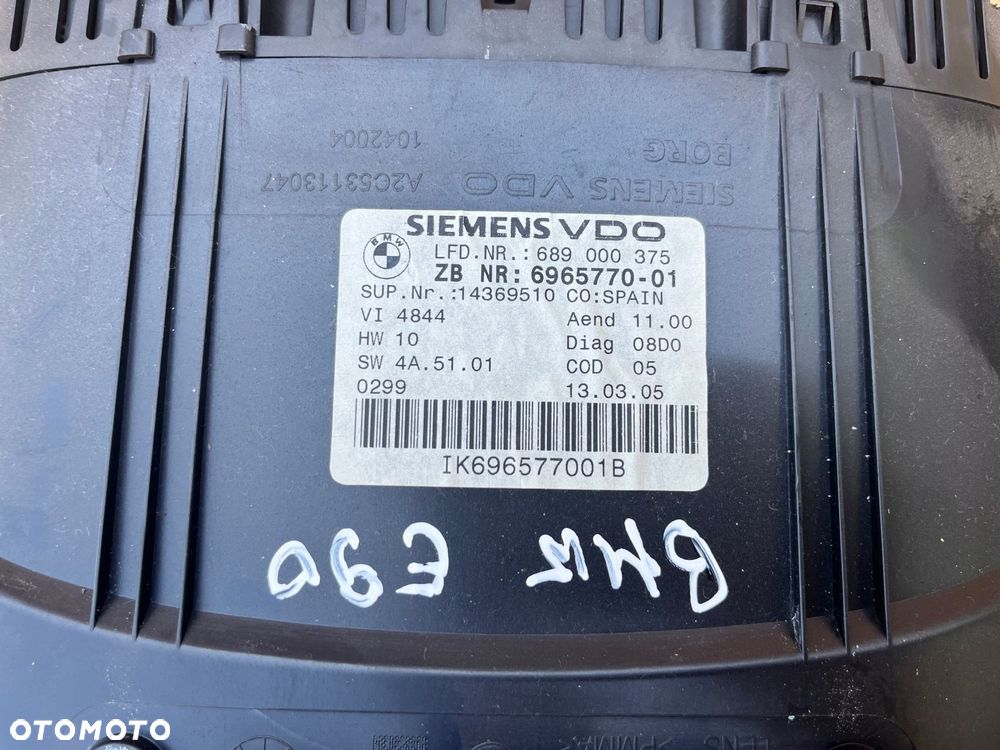 1042004
BORG
A2C53113047
SIEMENS VDO
SIEMENS VDO
BMW
LFD.NR.:689 000 375
ZB NR: 6965770-01
SUP.Nr.:14369510 CO:SPAIN
VI 4844 Aend 11.00
HW 10 Diag 08D0
SW 4A.51.01 COD 05
0299 13.03.05
IK696577001B
BMW E90
OTOMOTO